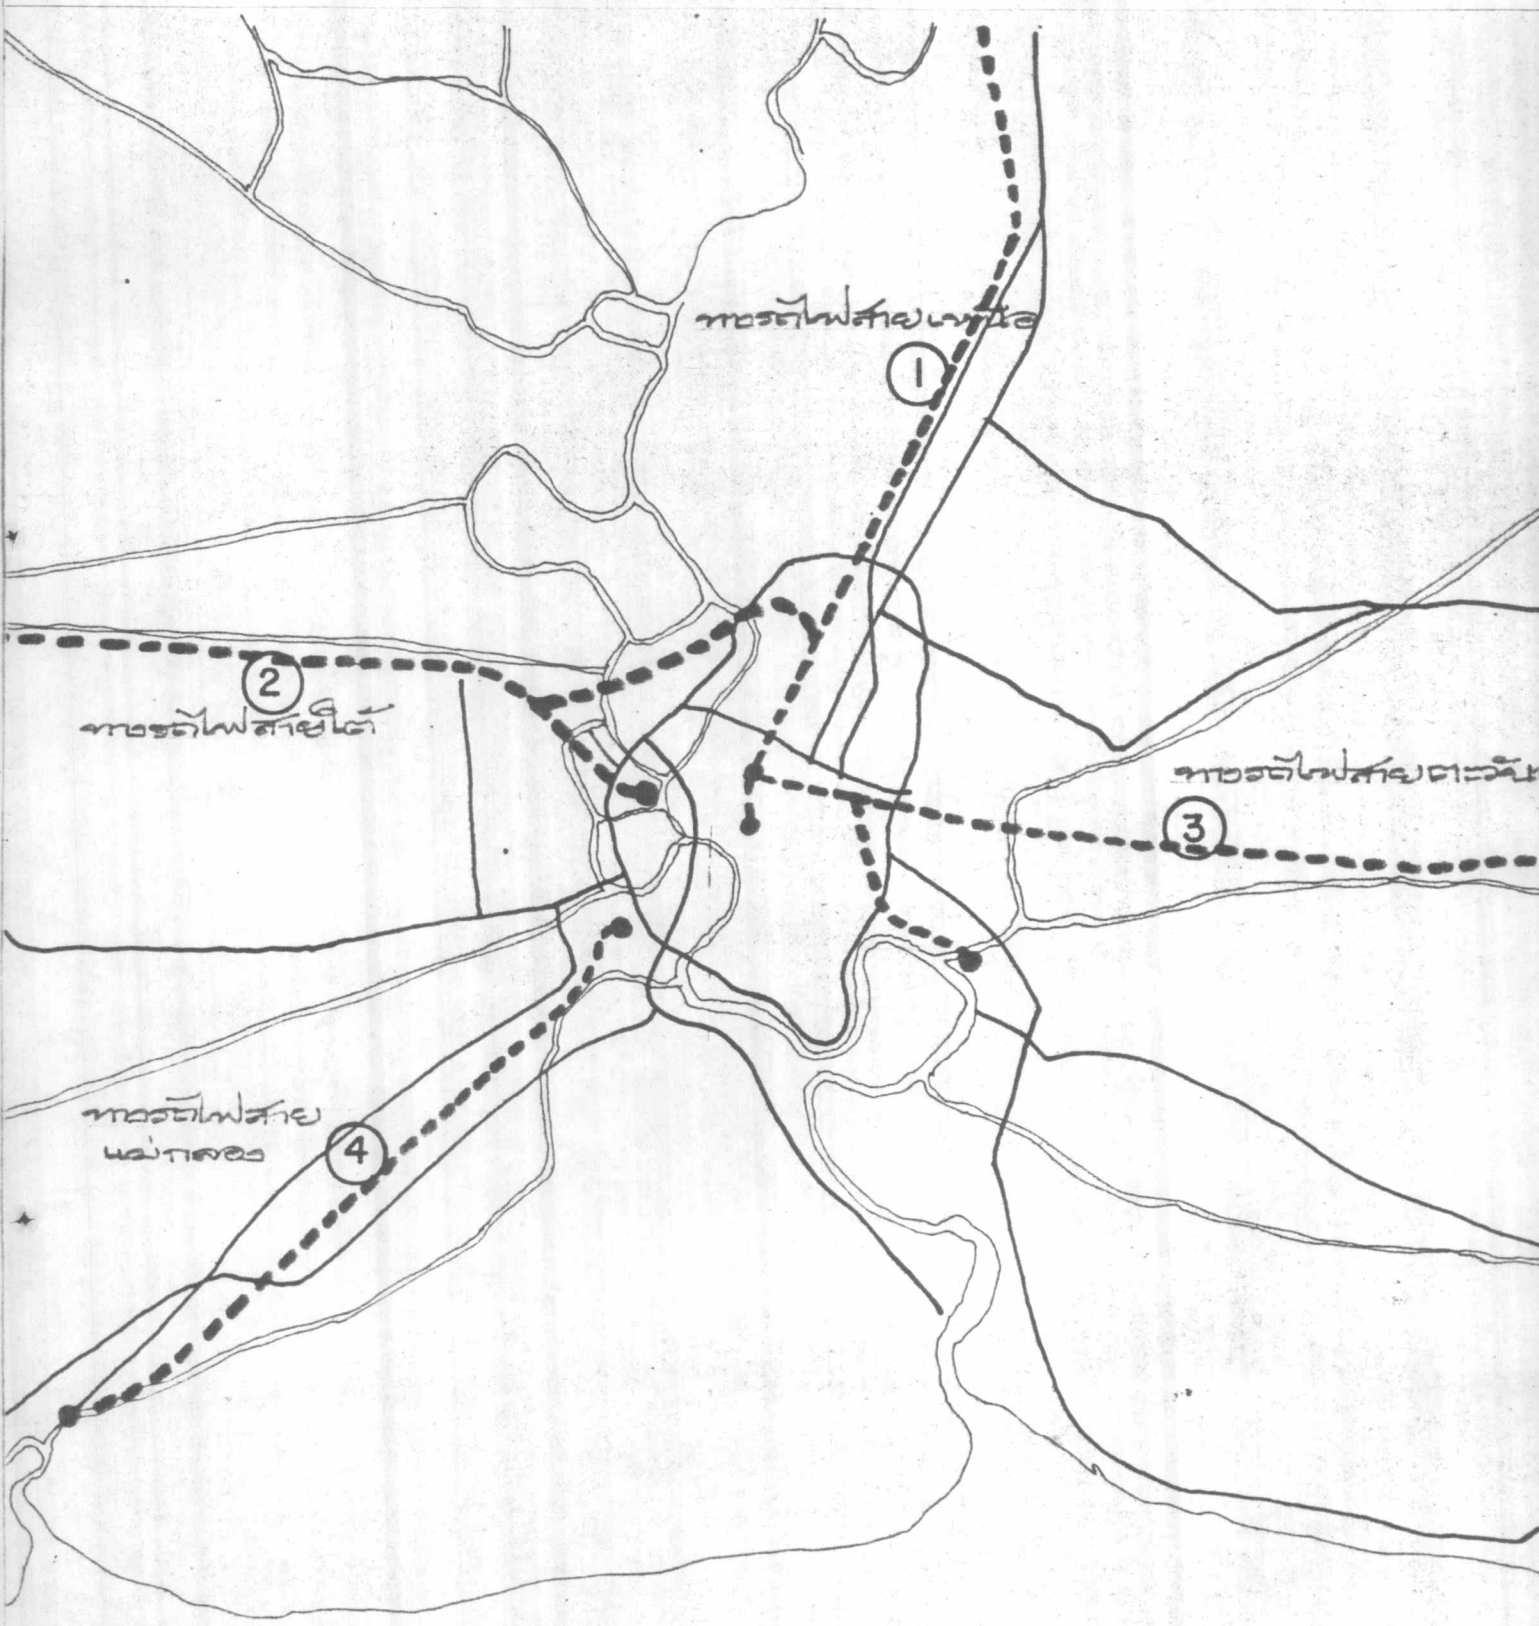 ทางรถไฟสายเหนือ
1
2
ทางรถไฟสายใต้
ทางรถไฟสายตะวัน
3
ทางรถไฟสาย
แม่กลอง
4